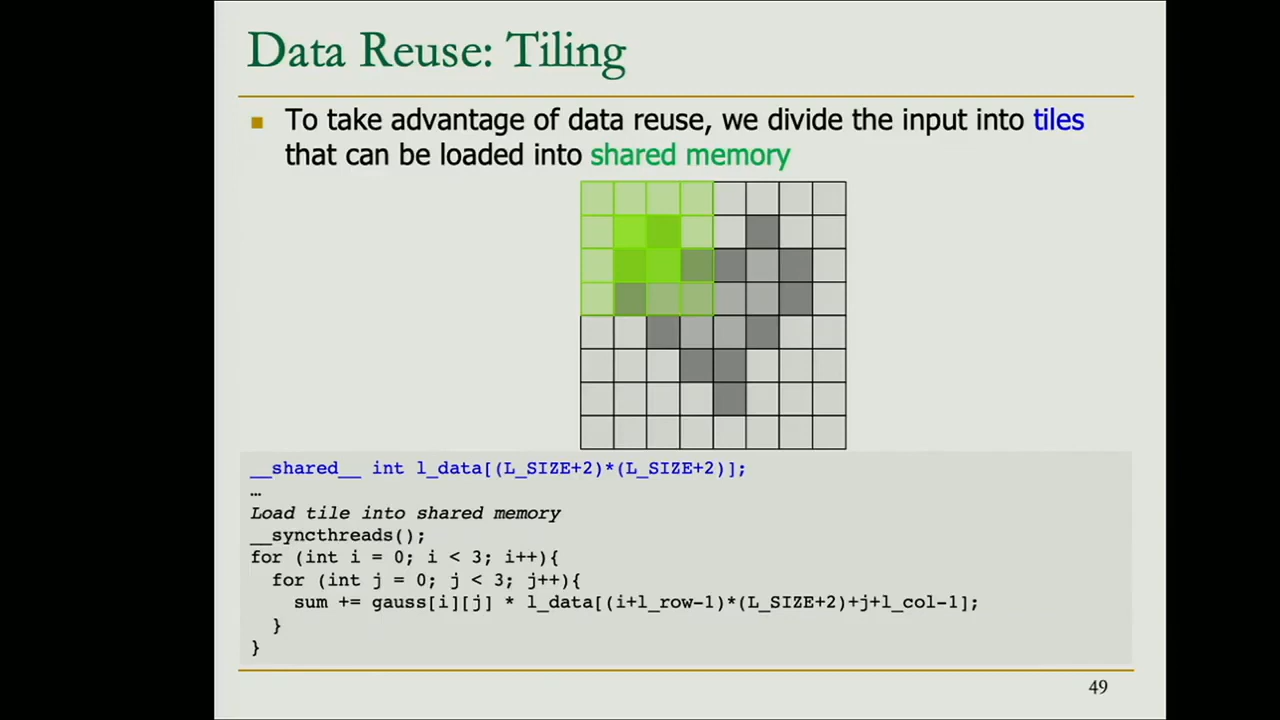 Data Reuse: Tiling
To take advantage of data reuse, we divide the input into tiles
that can be loaded into shared memory
__shared__ int l_data[(L_SIZE+2)*(L_SIZE+2)];
…
Load tile into shared memory
__syncthreads();
for (int i = 0; i < 3; i++){
for (int j = 0; j < 3; j++){
sum += gauss[i][j] * l_data[(i+l_row-1)*(L_SIZE+2)+j+l_col-1];
}
}
49